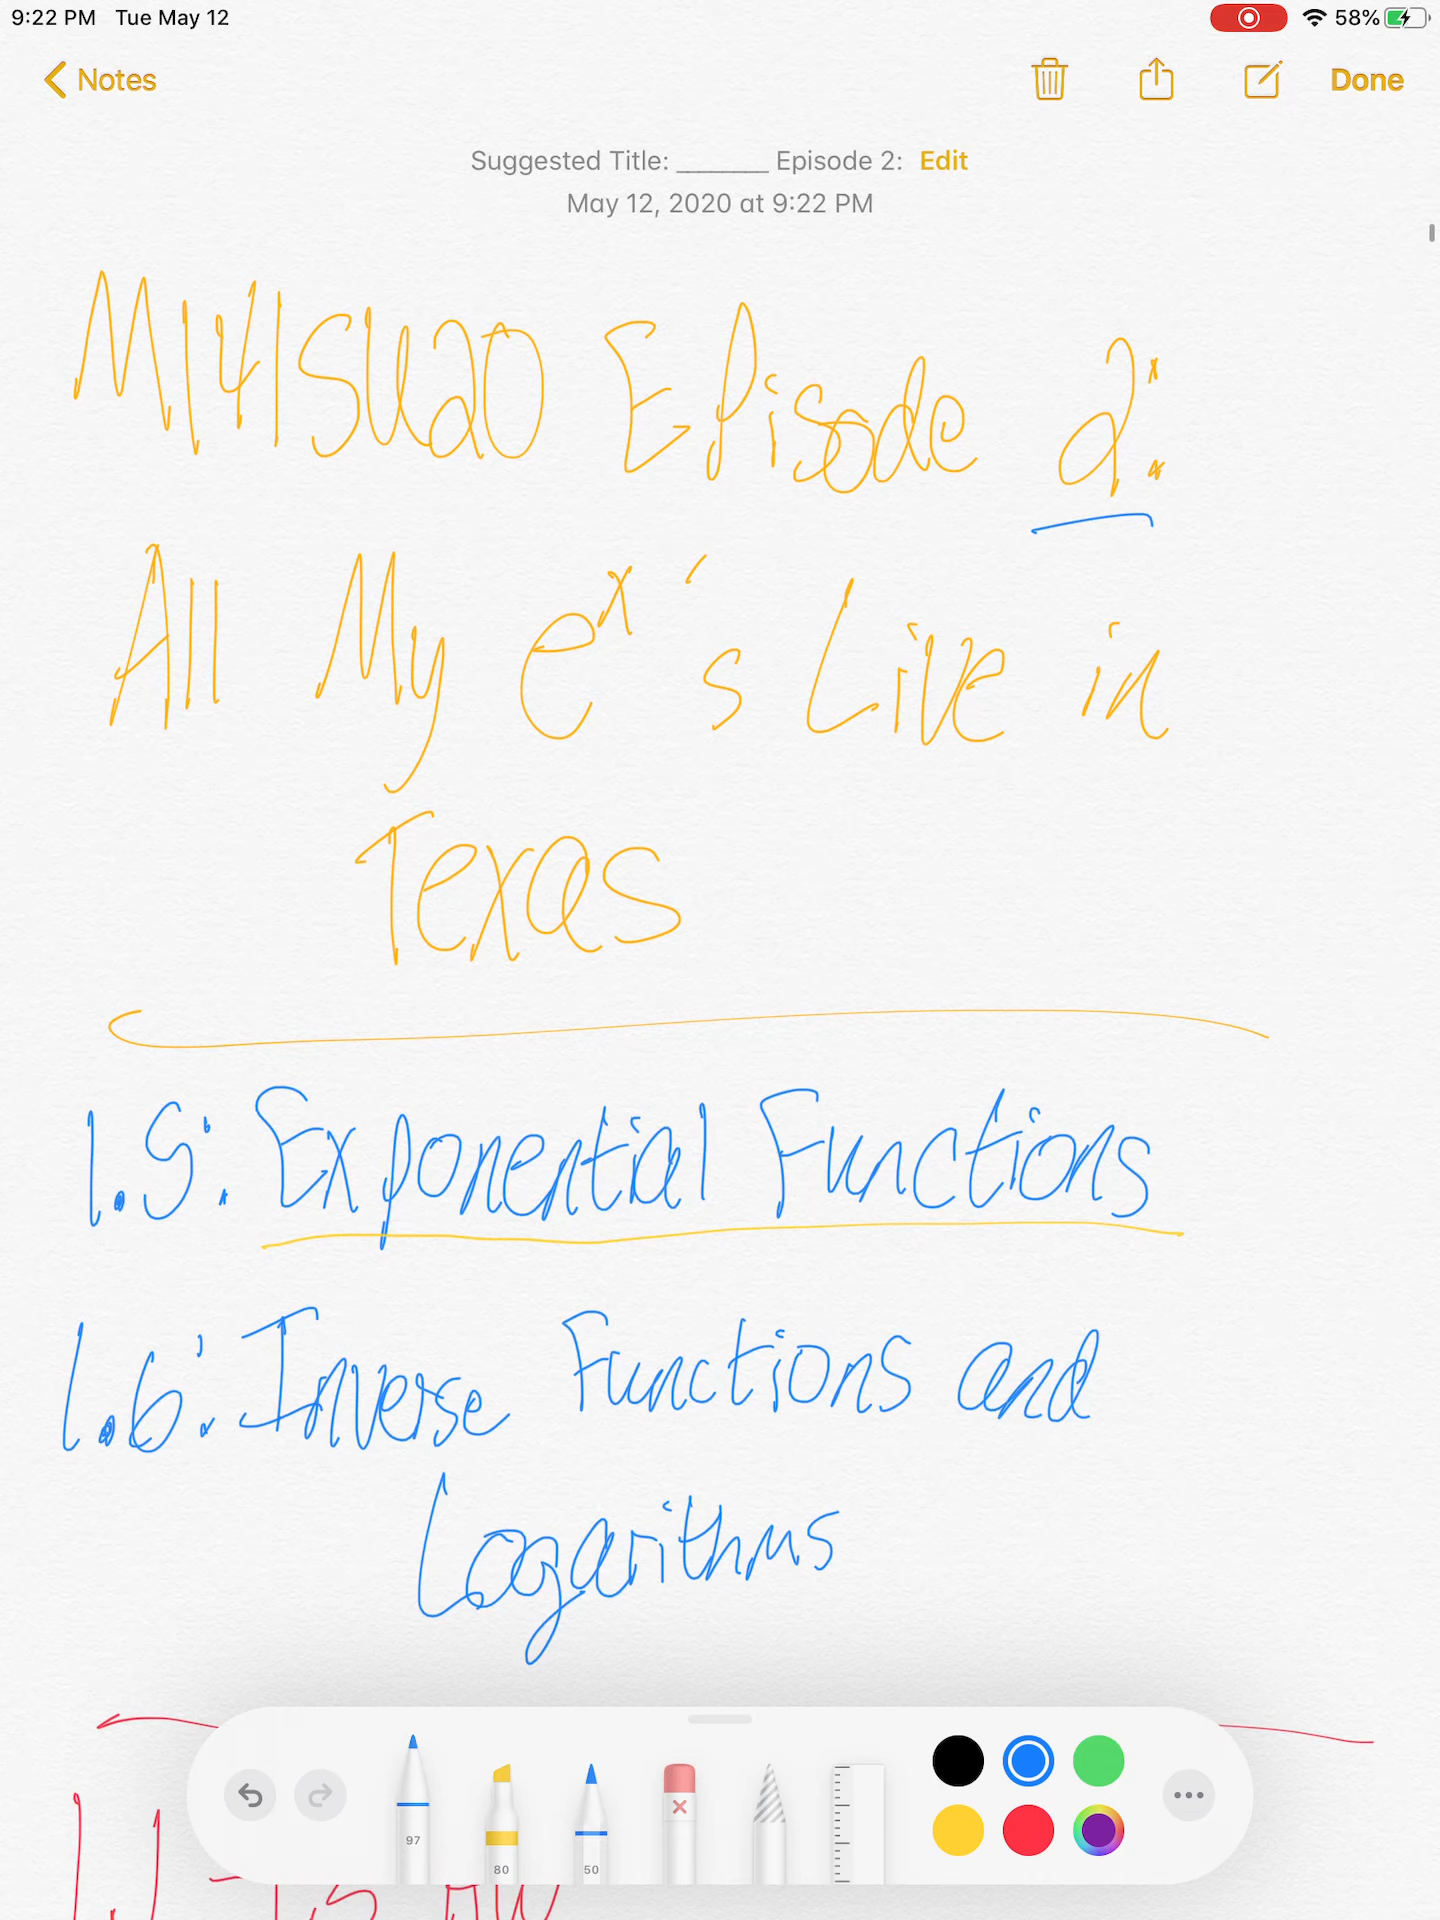 9:22 PM Tue May 12
58%
Notes
Done
Suggested Title: _______ Episode 2: Edit
May 12, 2020 at 9:22 PM
M141SU20 Episode 2:
All My e^x's Live in
Texas
1.5: Exponential Functions
1.6: Inverse Functions and
Logarithms
97
80
50